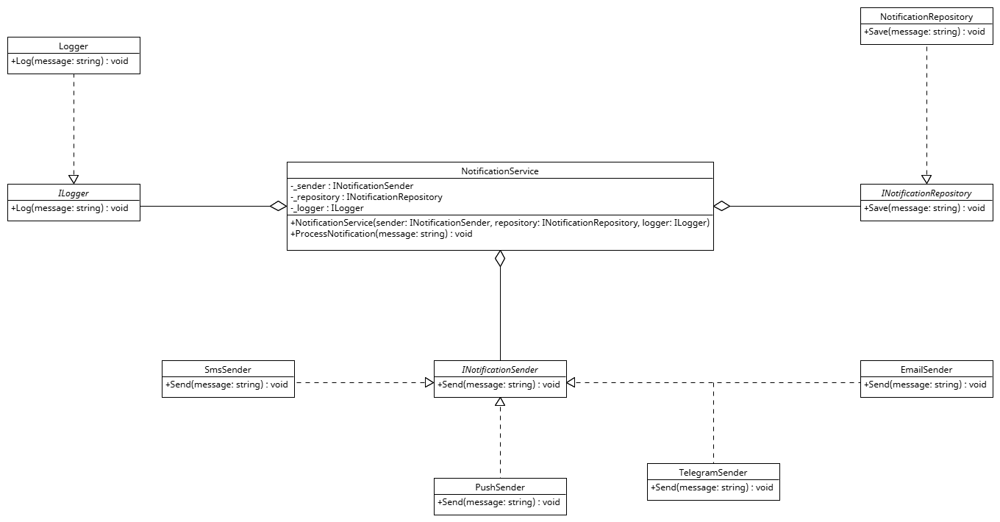 NotificationRepository
+Save(message: string) : void
Logger
+Log(message: string) : void
NotificationService
-_sender : INotificationSender
-_repository : INotificationRepository
-_logger : ILogger
+NotificationService(sender: INotificationSender, repository: INotificationRepository, logger: ILogger)
+ProcessNotification(message: string) : void
ILogger
+Log(message: string) : void
INotificationRepository
+Save(message: string) : void
SmsSender
+Send(message: string) : void
INotificationSender
+Send(message: string) : void
EmailSender
+Send(message: string) : void
TelegramSender
+Send(message: string) : void
PushSender
+Send(message: string) : void